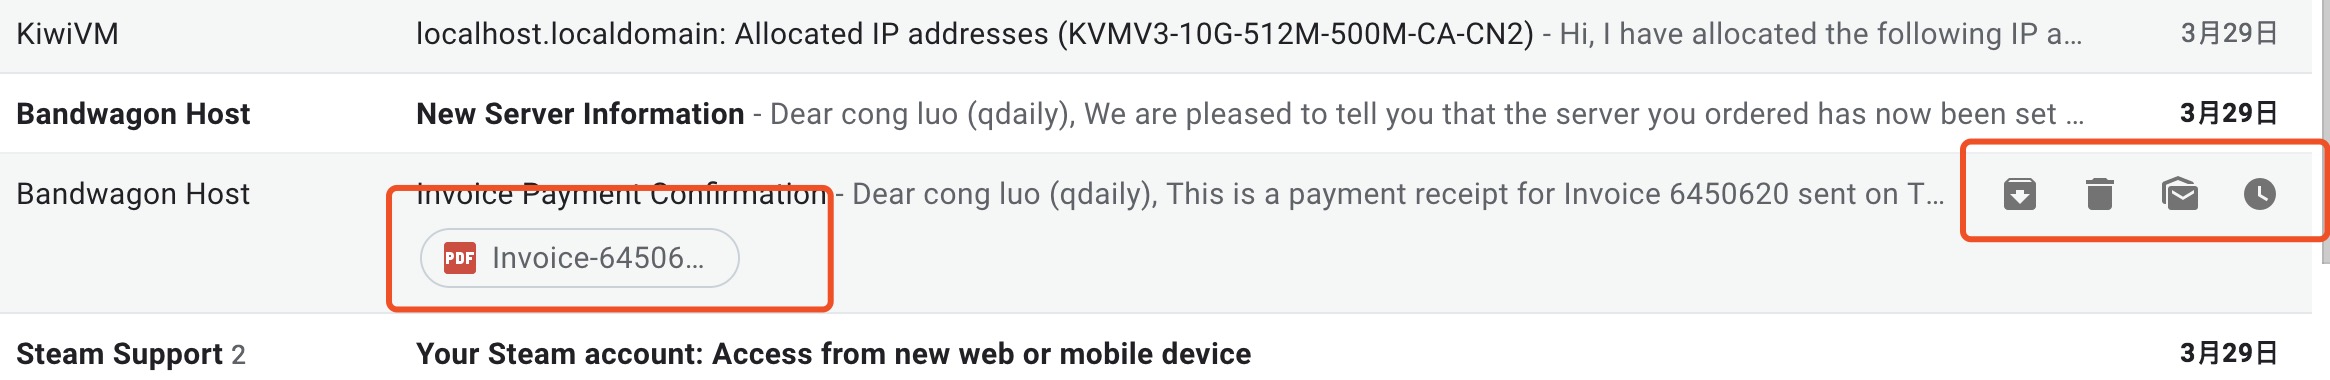 KiwiVM localhost.localdomain: Allocated IP addresses (KVMV3-10G-512M-500M-CA-CN2) - Hi, I have allocated the following IP a... 3月29日
Bandwagon Host New Server Information - Dear cong luo (qdaily), We are pleased to tell you that the server you ordered has now been set ... 3月29日
Bandwagon Host Invoice Payment Confirmation - Dear cong luo (qdaily), This is a payment receipt for Invoice 6450620 sent on T...
PDF Invoice-64506...
Steam Support 2 Your Steam account: Access from new web or mobile device 3月29日